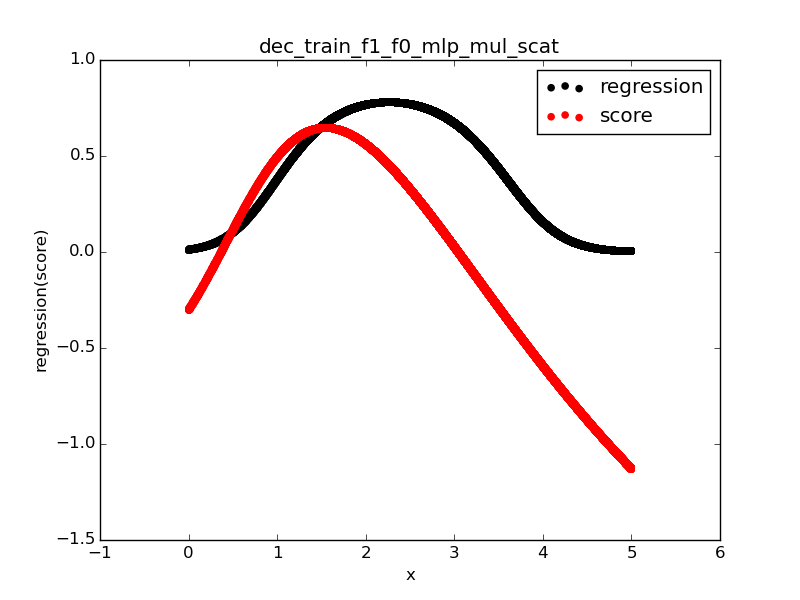 dec_train_f1_f0_mlp_mul_scat
regression
score
1.0
0.5
0.0
−0.5
−1.0
−1.5
regression(score)
−1 0 1 2 3 4 5 6
x